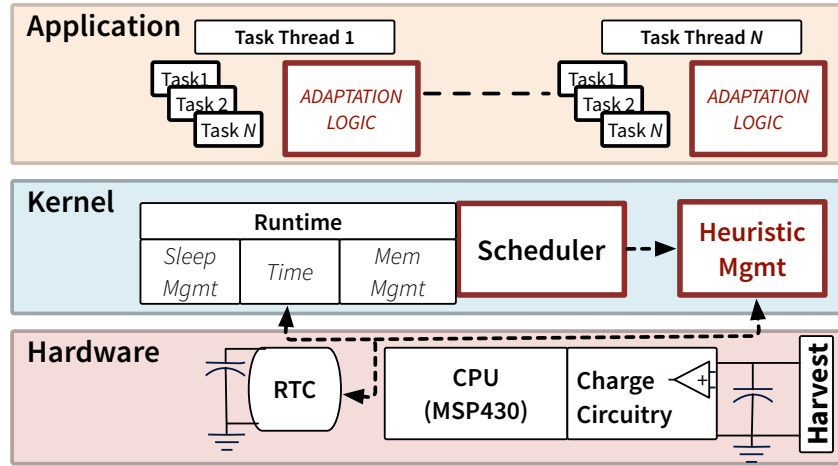 Application
Task Thread 1
Task Thread N
Task1
Task 2
Task N
ADAPTATION
LOGIC
Task1
Task 2
Task N
ADAPTATION
LOGIC
Kernel
Runtime
Sleep
Mgmt
Time
Mem
Mgmt
Scheduler
Heuristic
Mgmt
Hardware
RTC
CPU
(MSP430)
Charge
Circuitry
+
Harvest